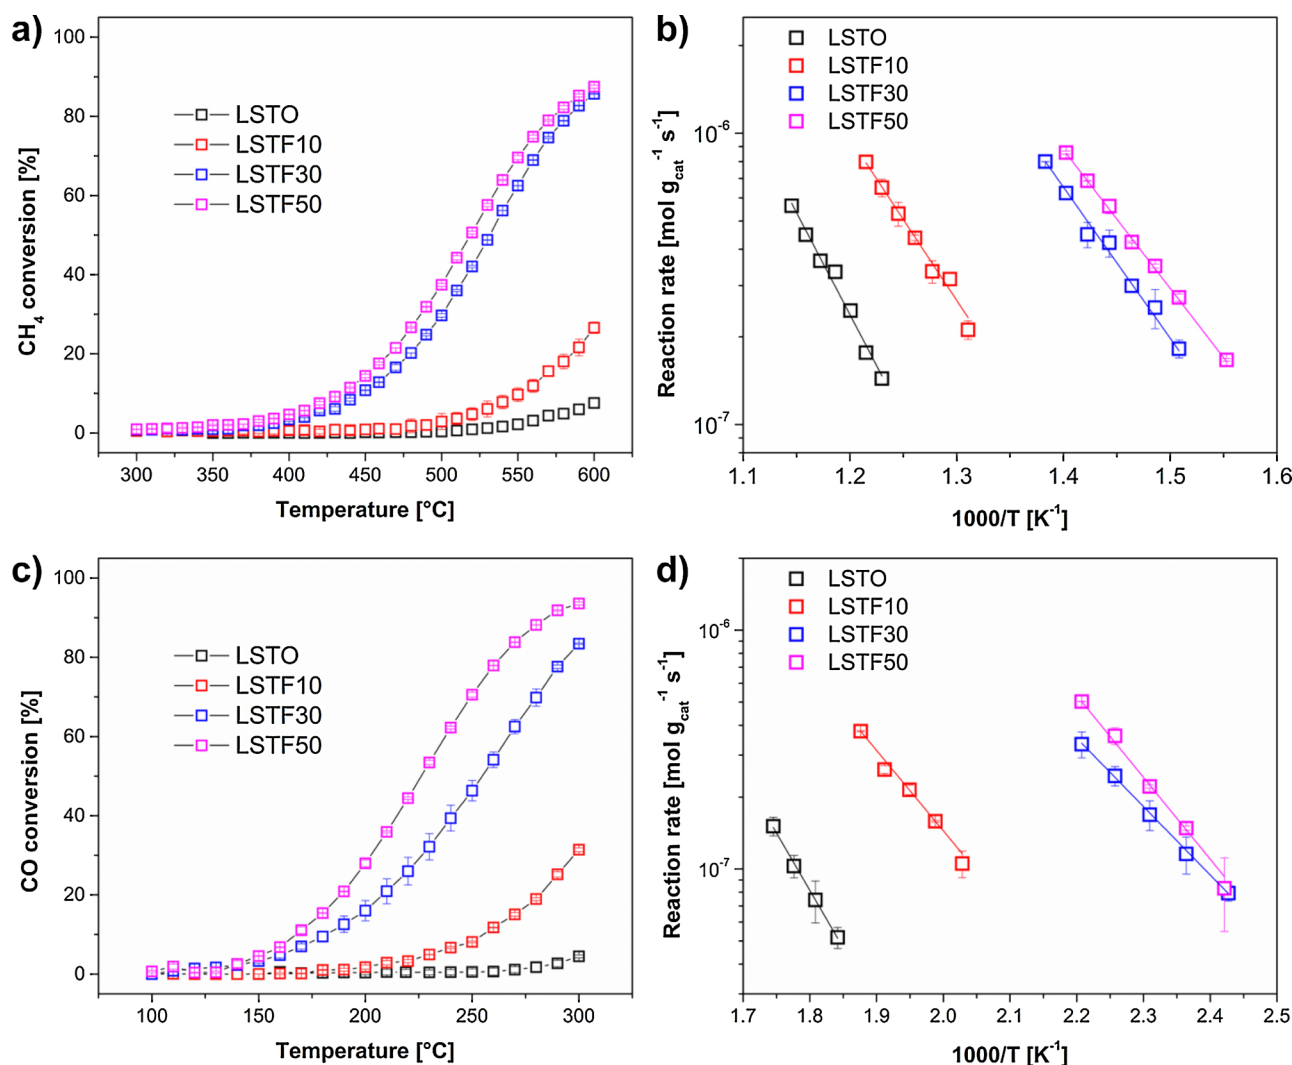 a)
100
80
60
40
20
0
CH4 conversion [%]
LSTO
LSTF10
LSTF30
LSTF50
300 350 400 450 500 550 600
Temperature [°C]
b)
LSTO
LSTF10
LSTF30
LSTF50
10-6
10-7
Reaction rate [mol gcat-1 s-1]
1.1 1.2 1.3 1.4 1.5 1.6
1000/T [K-1]
c)
100
80
60
40
20
0
CO conversion [%]
LSTO
LSTF10
LSTF30
LSTF50
100 150 200 250 300
Temperature [°C]
d)
LSTO
LSTF10
LSTF30
LSTF50
10-6
10-7
Reaction rate [mol gcat-1 s-1]
1.7 1.8 1.9 2.0 2.1 2.2 2.3 2.4 2.5
1000/T [K-1]